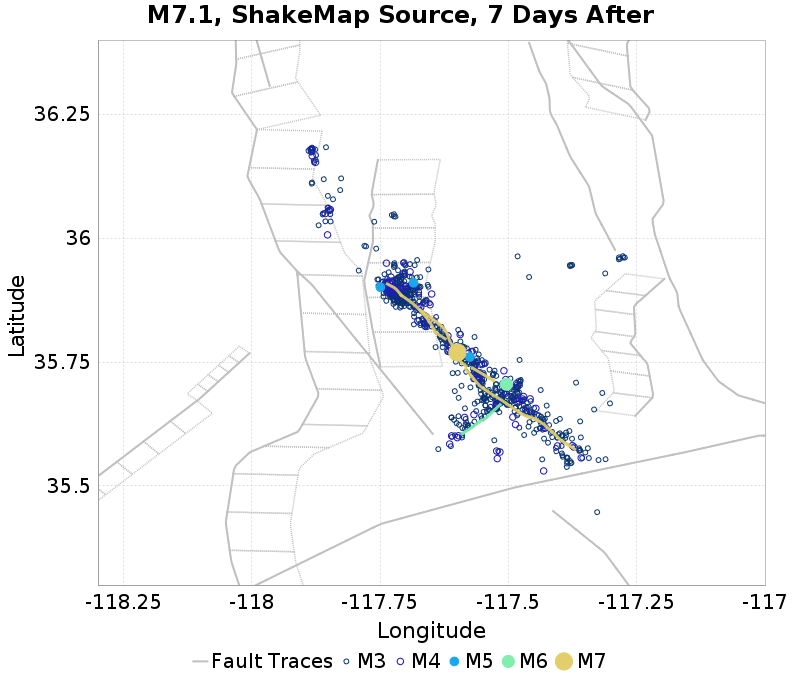 M7.1, ShakeMap Source, 7 Days After
36.25
36
35.75
35.5
Latitude
-118.25 -118 -117.75 -117.5 -117.25 -117
Longitude
Fault Traces M3 M4 M5 M6 M7